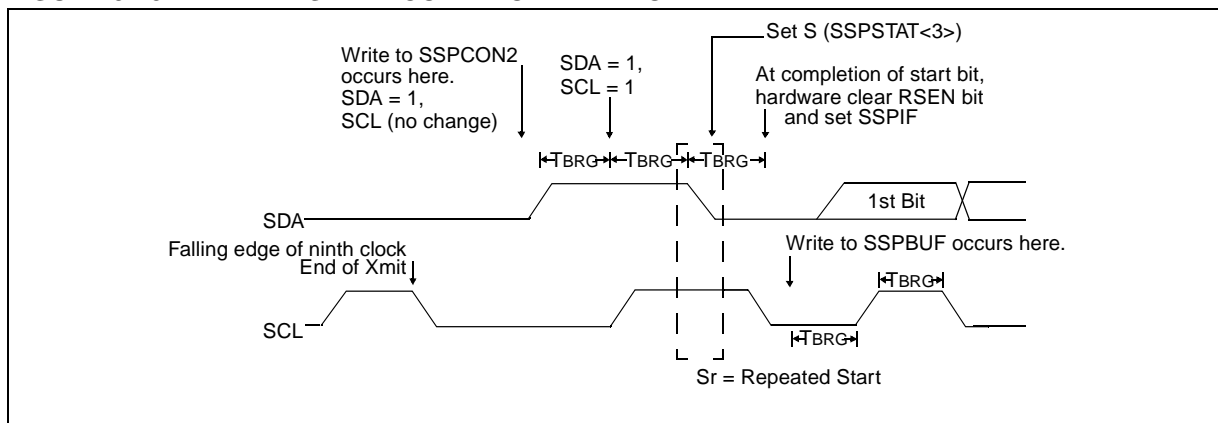 Set S (SSPSTAT<3>)
Write to SSPCON2
occurs here.
SDA = 1,
SCL (no change)
SDA = 1,
SCL = 1
At completion of start bit,
hardware clear RSEN bit
and set SSPIF
TBRG
TBRG
TBRG
SDA
1st Bit
Falling edge of ninth clock
End of Xmit
Write to SSPBUF occurs here.
TBRG
SCL
TBRG
Sr = Repeated Start